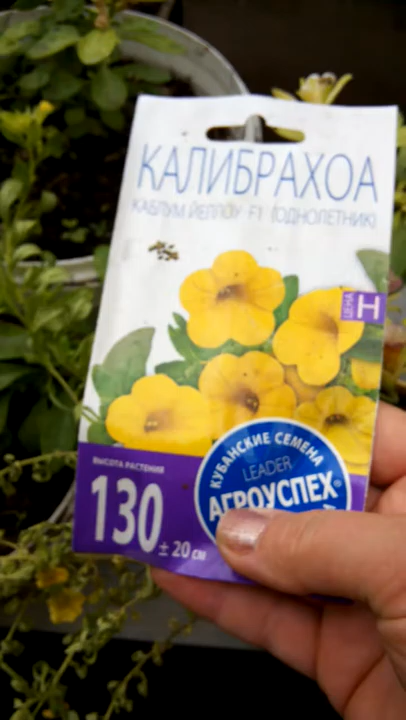 КАЛИБРАХОА
КАБЛУМ ЙЕЛЛОУ F1 (ОДНОЛЕТНИК)
ЦЕНА
Н
ВЫСОТА РАСТЕНИЯ
130
± 20 см
КУБАНСКИЕ СЕМЕНА
LEADER
АГРОУСПЕХ®